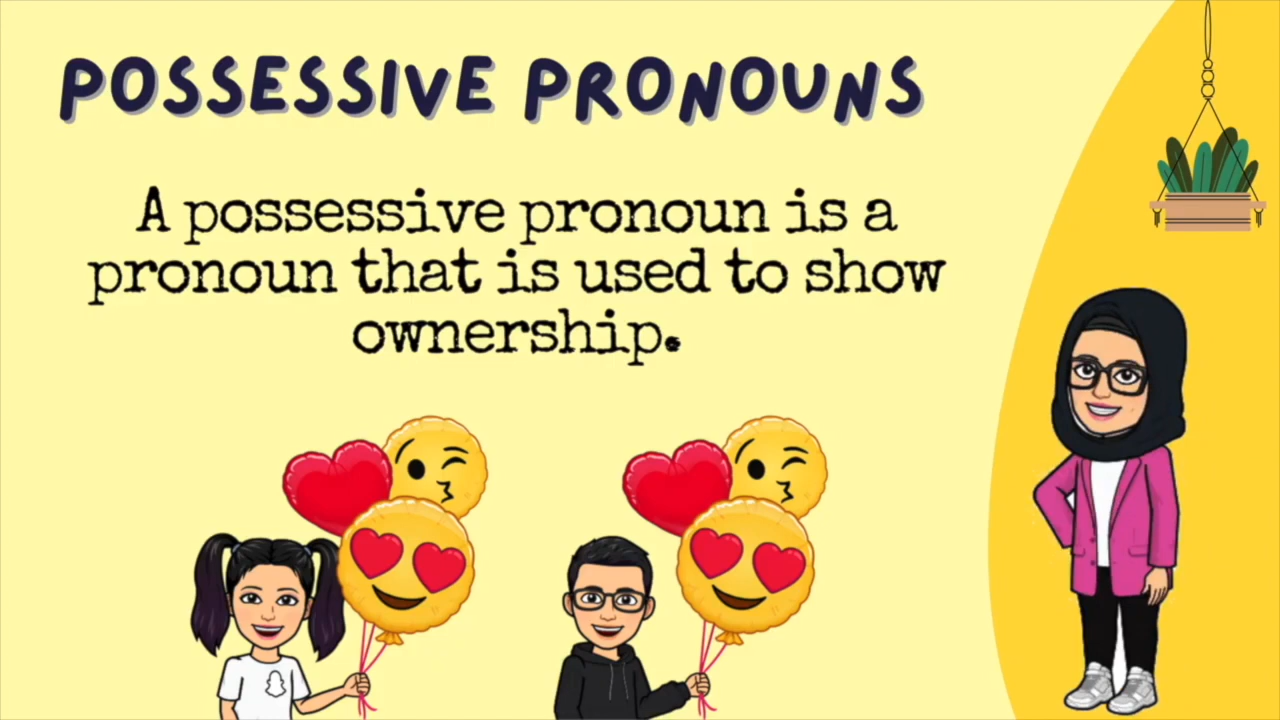 POSSESSIVE PRONOUNS
A possessive pronoun is a
pronoun that is used to show
ownership.